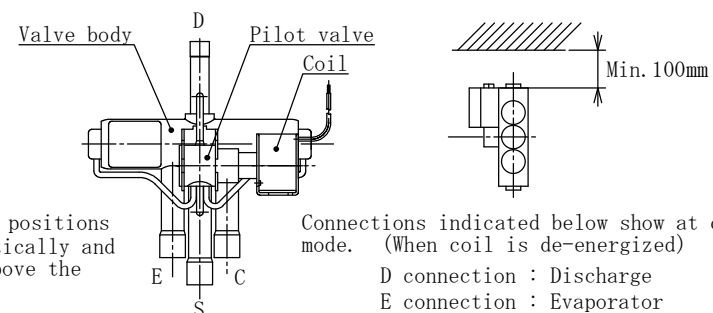 D
Valve body
Pilot valve
Coil
Min.100mm
positions
tically and
ove the
E
C
S
Connections indicated below show at
mode. (When coil is de-energized)
D connection : Discharge
E connection : Evaporator